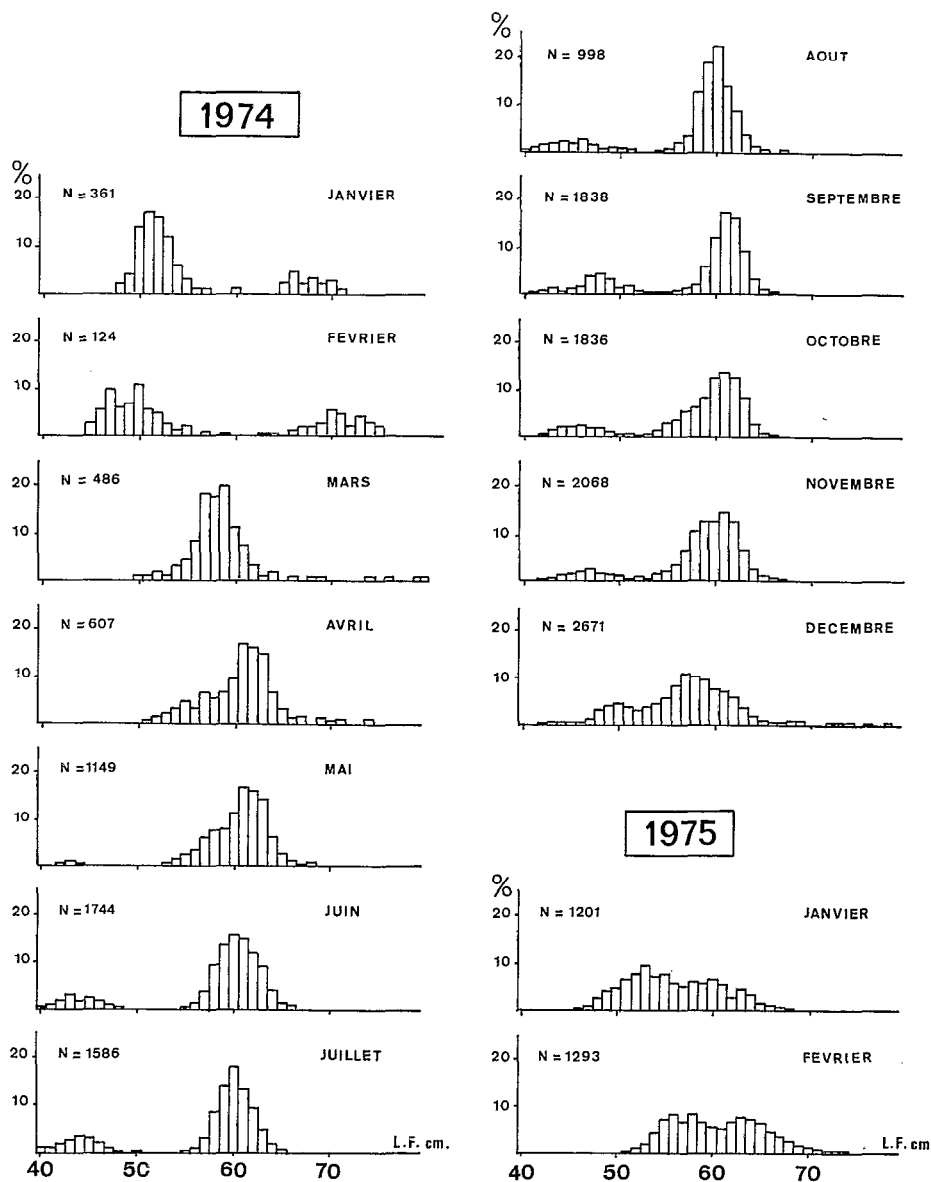 1974
%
20
10
N = 361
JANVIER
20
10
N = 124
FEVRIER
20
10
N = 486
MARS
20
10
N = 607
AVRIL
20
10
N = 1149
MAI
20
10
N = 1744
JUIN
20
10
N = 1586
JUILLET
L.F. cm.
40 50 60 70
%
20
10
N = 998
AOUT
20
10
N = 1838
SEPTEMBRE
20
10
N = 1836
OCTOBRE
20
10
N = 2068
NOVEMBRE
20
10
N = 2671
DECEMBRE
1975
%
20
10
N = 1201
JANVIER
20
10
N = 1293
FEVRIER
L.F. cm
40 50 60 70